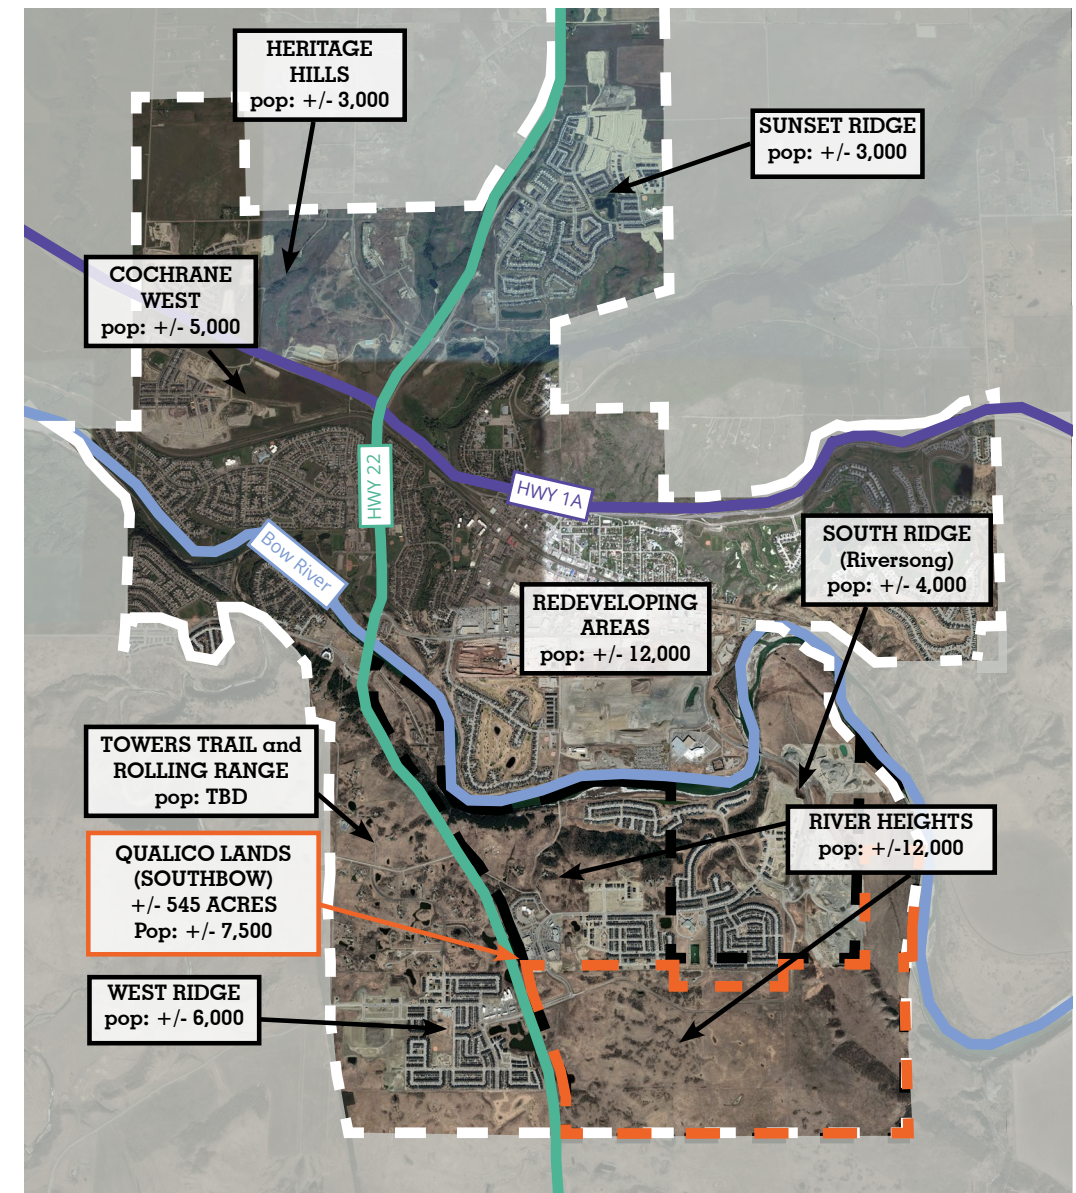 HERITAGE
HILLS
pop: +/- 3,000
SUNSET RIDGE
pop: +/- 3,000
COCHRANE
WEST
pop: +/- 5,000
HWY 22
HWY 1A
Bow River
SOUTH RIDGE
(Riversong)
pop: +/- 4,000
REDEVELOPING
AREAS
pop: +/- 12,000
TOWERS TRAIL and
ROLLING RANGE
pop: TBD
RIVER HEIGHTS
pop: +/-12,000
QUALICO LANDS
(SOUTHBOW)
+/- 545 ACRES
Pop: +/- 7,500
WEST RIDGE
pop: +/- 6,000